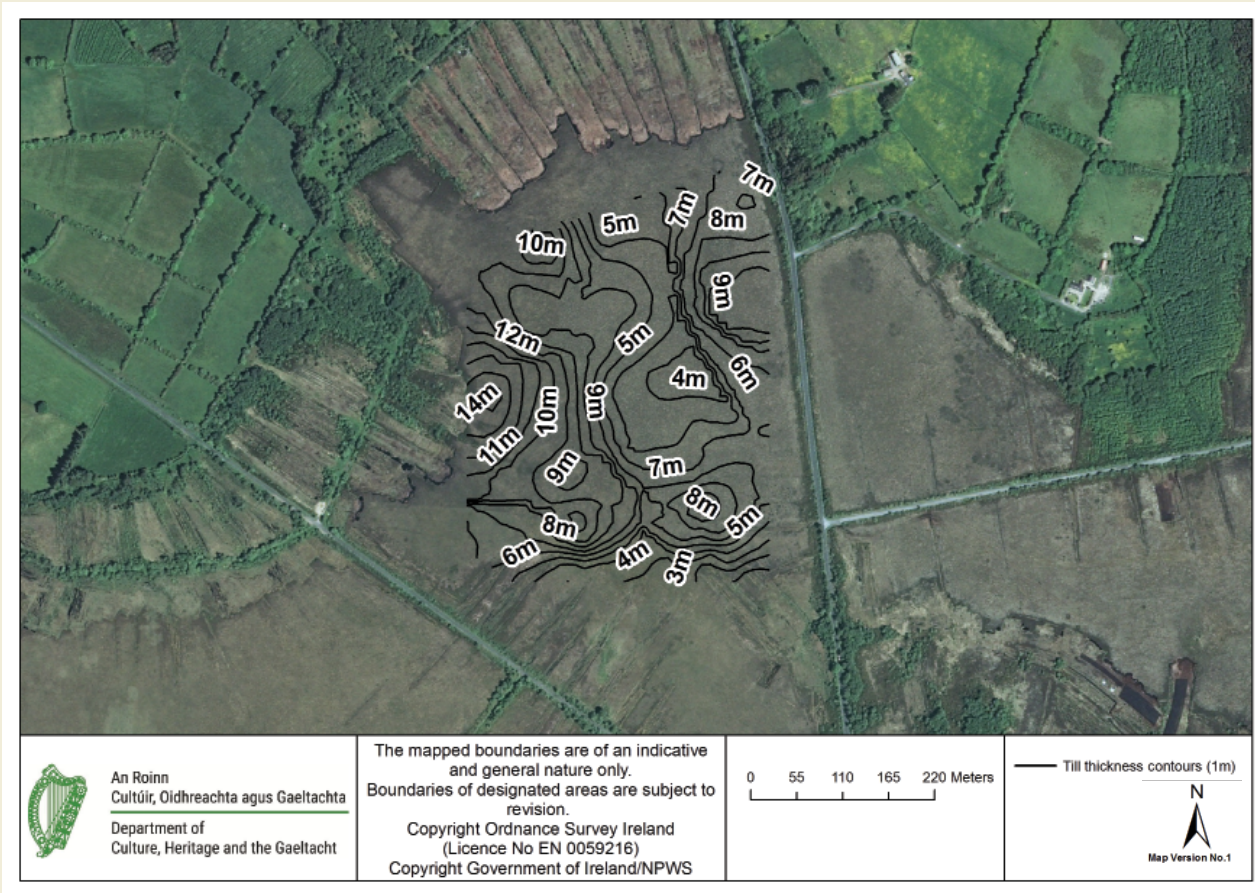 7m
7m
5m
8m
10m
9m
12m
5m
6m
4m
14m
10m
9m
11m
9m
7m
8m
8m
5m
6m
4m
3m
An Roinn
Cultúir, Oidhreachta agus Gaeltachta
Department of
Culture, Heritage and the Gaeltacht
The mapped boundaries are of an indicative
and general nature only.
Boundaries of designated areas are subject to
revision.
Copyright Ordnance Survey Ireland
(Licence No EN 0059216)
Copyright Government of Ireland/NPWS
0 55 110 165 220 Meters
Till thickness contours (1m)
N
Map Version No.1